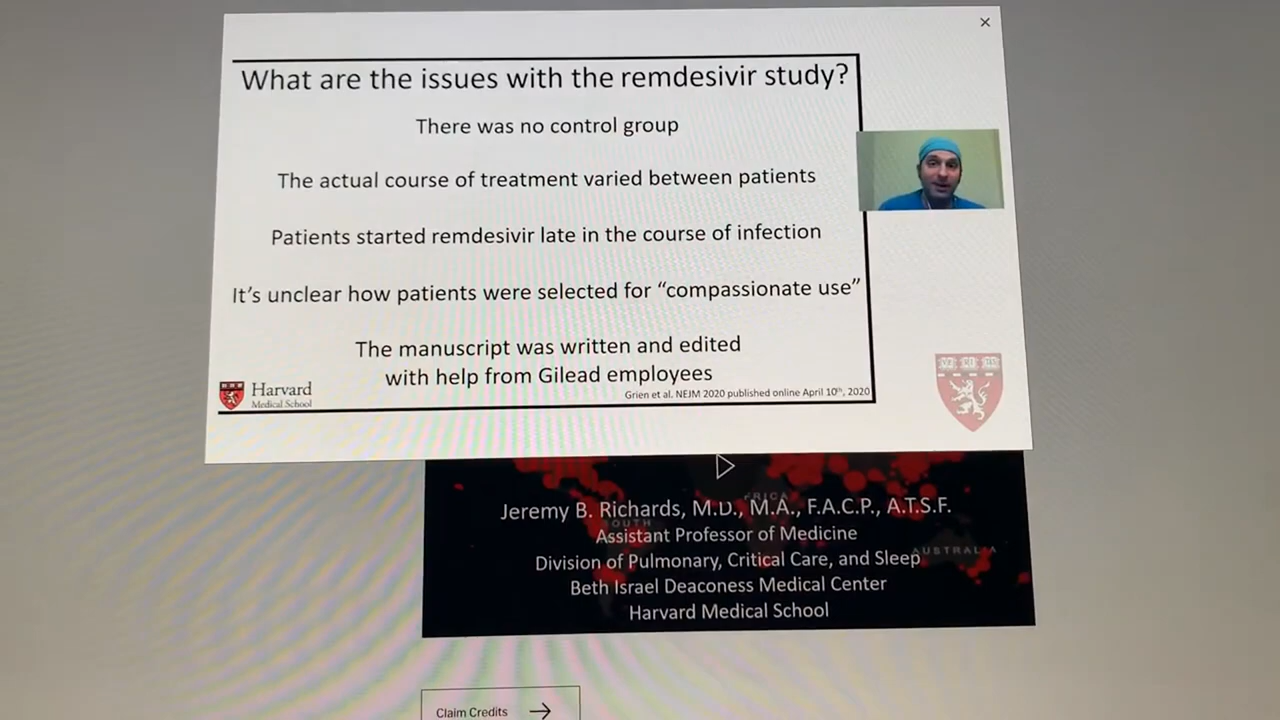 What are the issues with the remdesivir study?
There was no control group
The actual course of treatment varied between patients
Patients started remdesivir late in the course of infection
It's unclear how patients were selected for “compassionate use”
The manuscript was written and edited
with help from Gilead employees
Grien et al. NEJM 2020 published online April 10th, 2020
Harvard
Medical School
Jeremy B. Richards, M.D., M.A., F.A.C.P., A.T.S.F.
Assistant Professor of Medicine
Division of Pulmonary, Critical Care, and Sleep
Beth Israel Deaconess Medical Center
Harvard Medical School
AUSTRALIA
Claim Credits